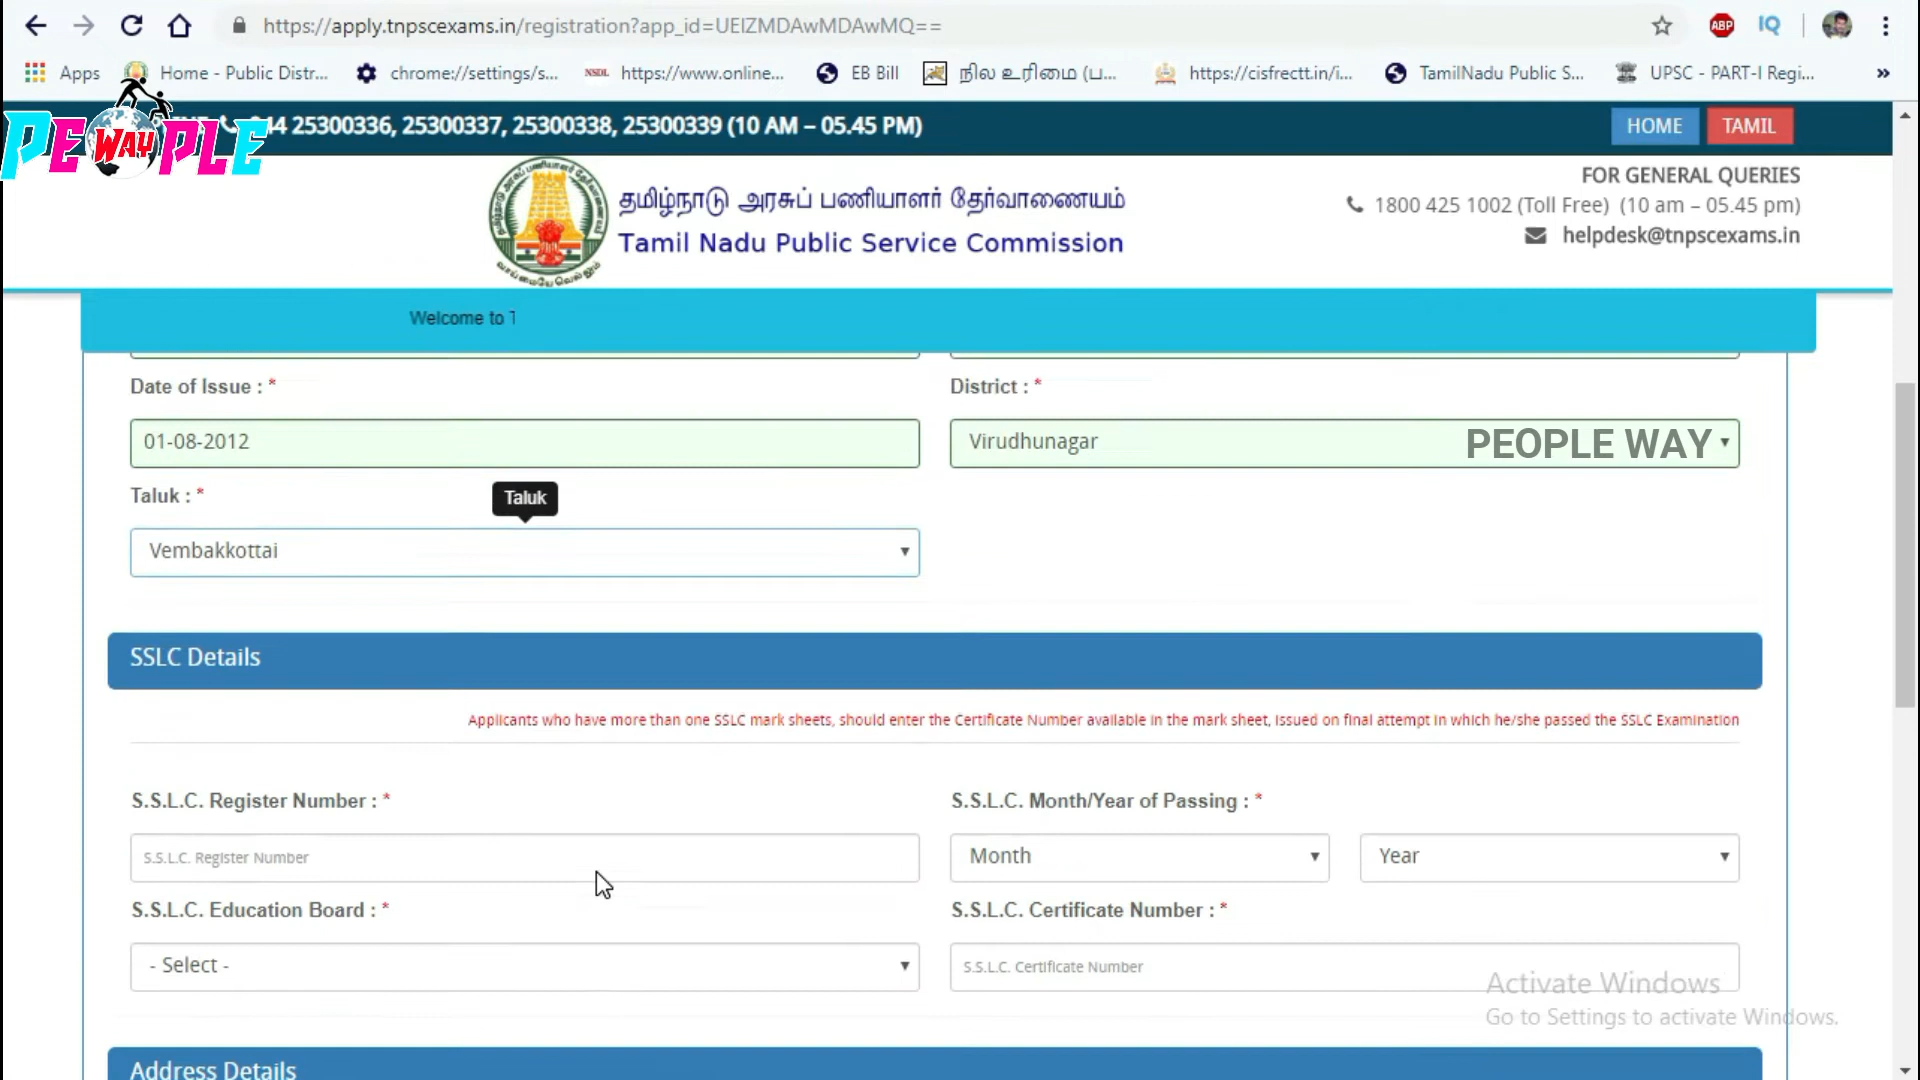 https://apply.tnpscexams.in/registration?app_id=UEIZMDAwMDAwMQ==
ABP
IQ
Apps
Home - Public Distr...
chrome://settings/s...
NSDL
https://www.online...
EB Bill
நில உரிமை (ப...
https://cisfrectt.in/i...
TamilNadu Public S...
UPSC - PART-I Regi...
»
PEOPLE
WAY
44 25300336, 25300337, 25300338, 25300339 (10 AM – 05.45 PM)
HOME
TAMIL
தமிழ்நாடு அரசுப் பணியாளர் தேர்வாணையம்
Tamil Nadu Public Service Commission
FOR GENERAL QUERIES
1800 425 1002 (Toll Free) (10 am – 05.45 pm)
helpdesk@tnpscexams.in
Welcome to T
Date of Issue : *
District : *
01-08-2012
Virudhunagar
PEOPLE WAY
Taluk : *
Taluk
Vembakkottai
SSLC Details
Applicants who have more than one SSLC mark sheets, should enter the Certificate Number available in the mark sheet, issued on final attempt in which he/she passed the SSLC Examination
S.S.L.C. Register Number : *
S.S.L.C. Month/Year of Passing : *
S.S.L.C. Register Number
Month
Year
S.S.L.C. Education Board : *
S.S.L.C. Certificate Number : *
- Select -
S.S.L.C. Certificate Number
Activate Windows
Go to Settings to activate Windows.
Address Details